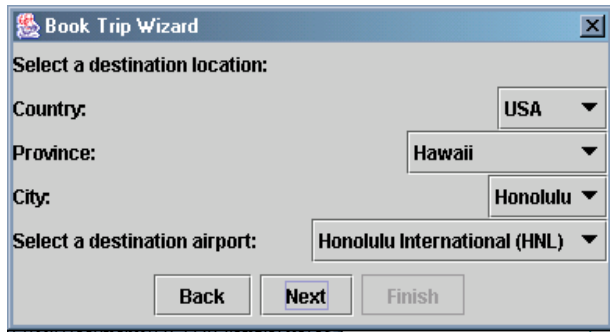 Book Trip Wizard
Select a destination location:
Country: USA
Province: Hawaii
City: Honolulu
Select a destination airport: Honolulu International (HNL)
Back Next Finish